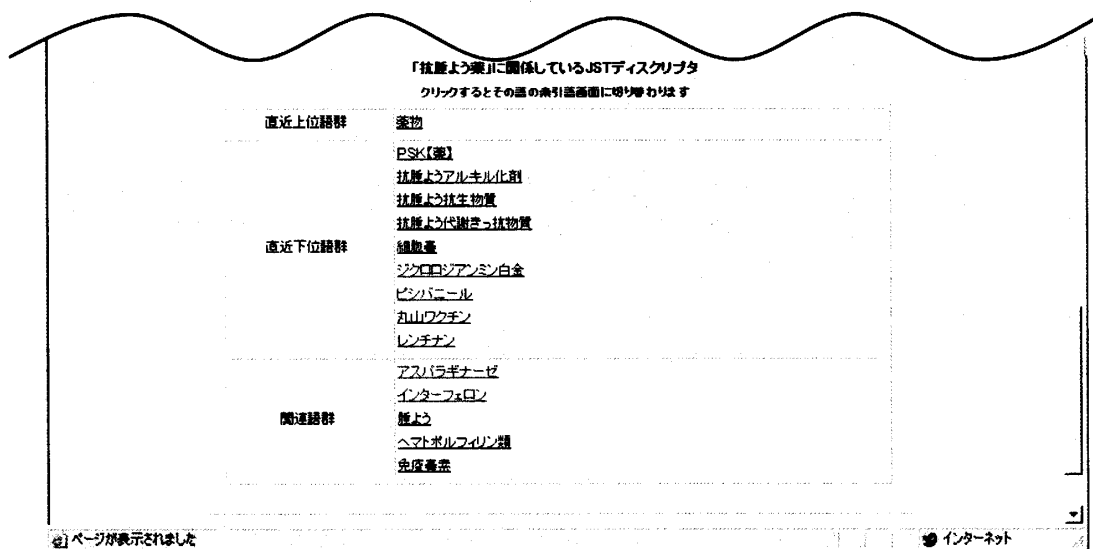 「抗腫よう薬」に関係しているJSTディスクリプタ
クリックするとその語の索引語画面に切り替わります
直近上位語群 薬物
PSK【薬】
抗腫ようアルキル化剤
抗腫よう抗生物質
抗腫よう代謝きっ抗物質
直近下位語群 細胞毒
ジクロロジアンミン白金
ピシバニール
丸山ワクチン
レンチナン
アスパラギナーゼ
インターフェロン
関連語群 腫よう
ヘマトポルフィリン類
免疫毒素
ページが表示されました インターネット